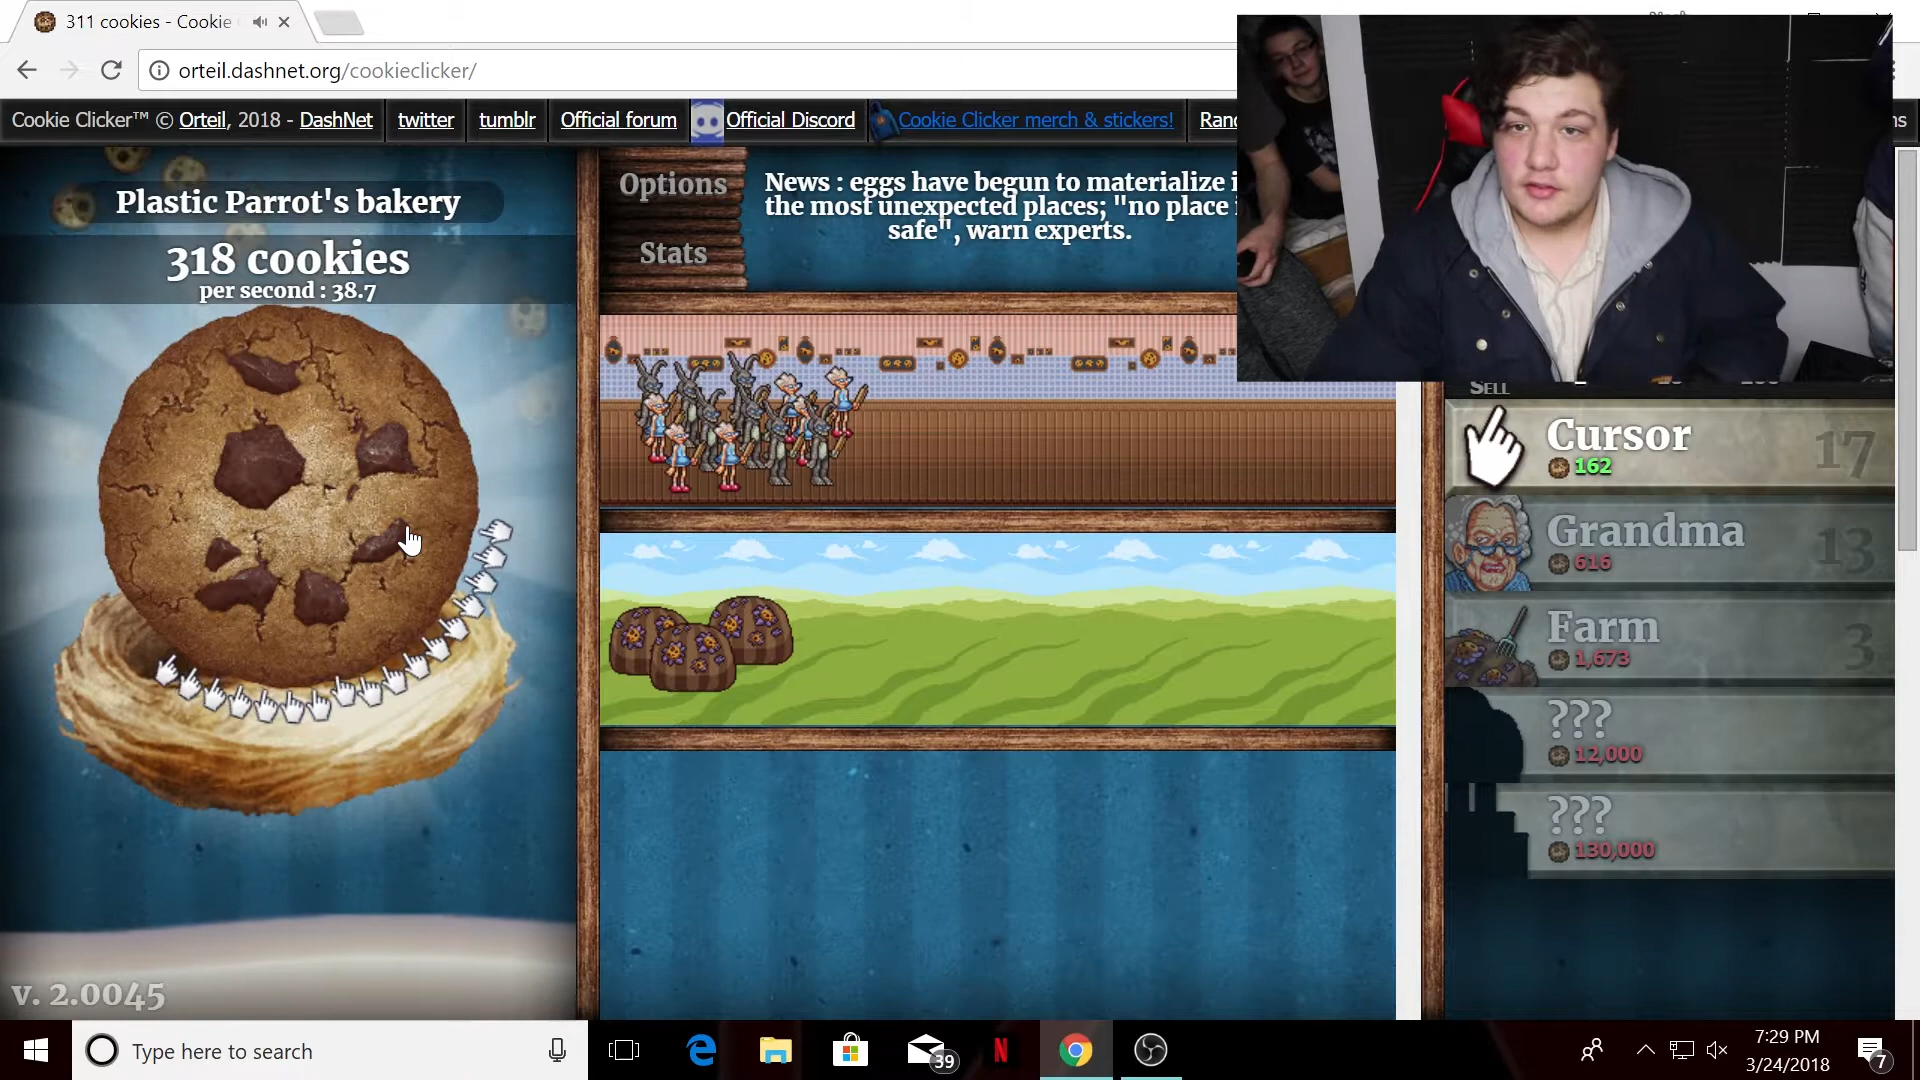 311 cookies - Cookie
orteil.dashnet.org/cookieclicker/
Cookie Clicker™ © Orteil, 2018 - DashNet
twitter
tumblr
Official forum
Official Discord
Cookie Clicker merch & stickers!
Plastic Parrot's bakery
318 cookies
per second : 38.7
+1
Options
Stats
News : eggs have begun to materialize
the most unexpected places; "no place
safe", warn experts.
SELL
Cursor
162
17
Grandma
616
13
Farm
1,673
3
???
12,000
???
130,000
v. 2.0045
Type here to search
39
N
7:29 PM
3/24/2018
7